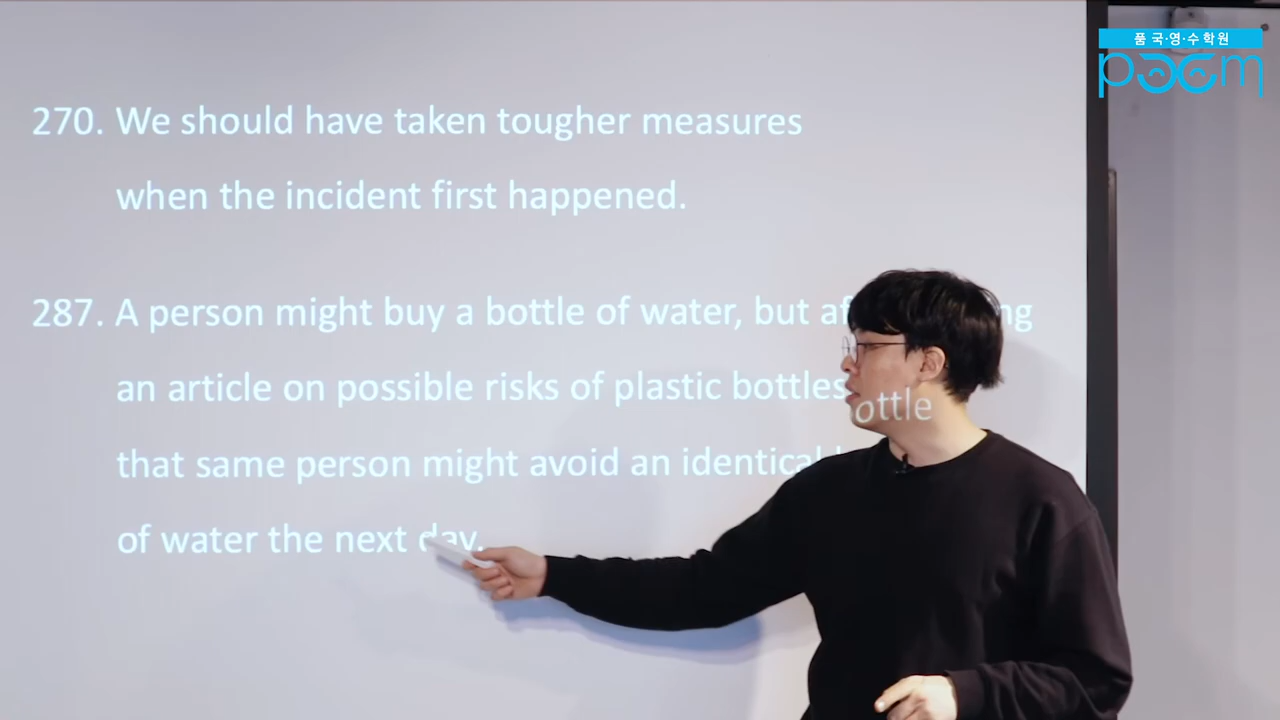 품 국·영·수 학원
poem
270. We should have taken tougher measures
when the incident first happened.
287. A person might buy a bottle of water, but
an article on possible risks of plastic bottles
that same person might avoid an identical bottle
of water the next day.